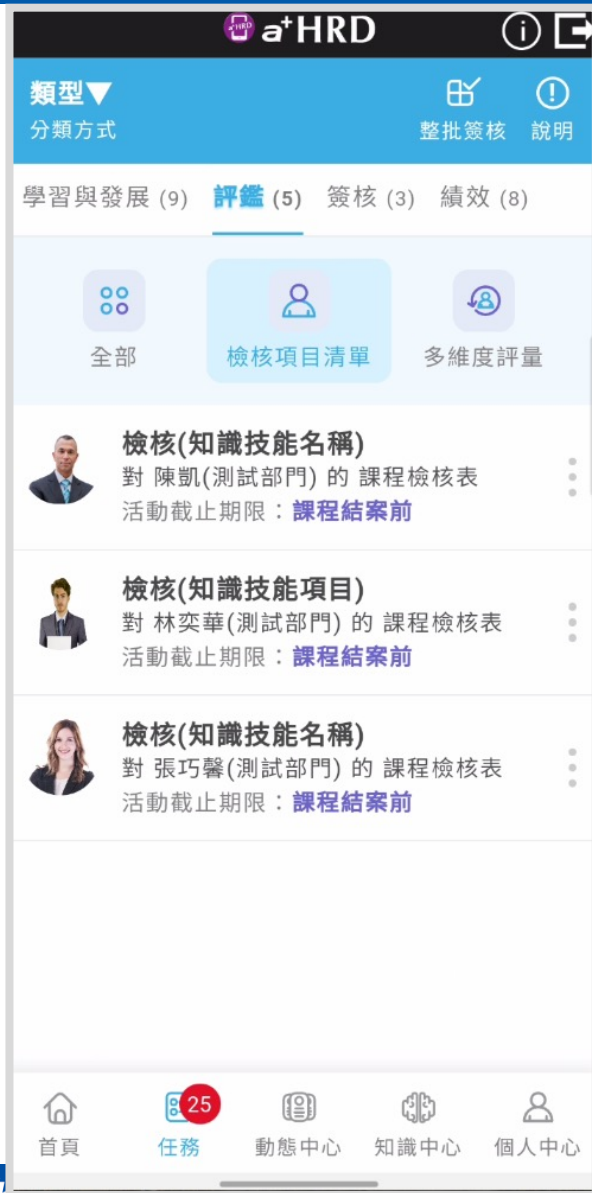 a+HRD
類型▼
分類方式
整批簽核
說明
學習與發展 (9) 評鑑 (5) 簽核 (3) 績效 (8)
全部
檢核項目清單
多維度評量
檢核(知識技能名稱)
對 陳凱(測試部門) 的 課程檢核表
活動截止期限：課程結案前
檢核(知識技能項目)
對 林奕華(測試部門) 的 課程檢核表
活動截止期限：課程結案前
檢核(知識技能名稱)
對 張巧馨(測試部門) 的 課程檢核表
活動截止期限：課程結案前
25
首頁 任務 動態中心 知識中心 個人中心